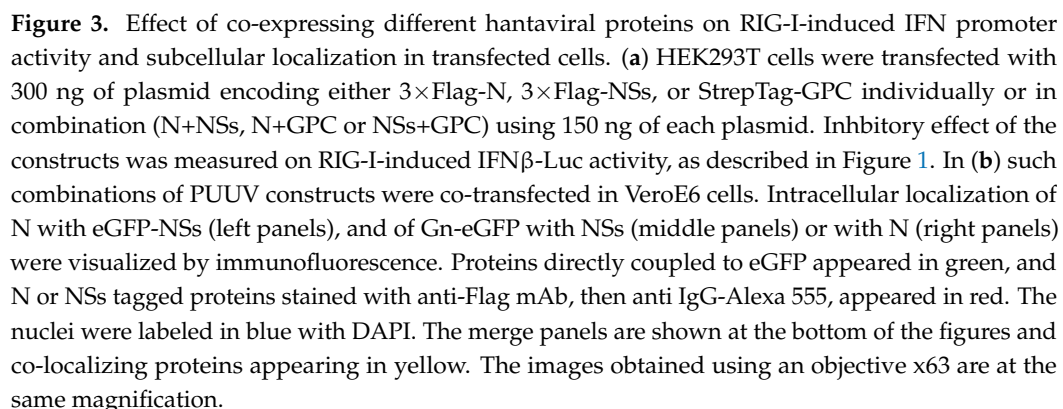 Figure 3. Effect of co-expressing different hantaviral proteins on RIG-I-induced IFN promoter
activity and subcellular localization in transfected cells. (a) HEK293T cells were transfected with
300 ng of plasmid encoding either 3×Flag-N, 3×Flag-NSs, or StrepTag-GPC individually or in
combination (N+NSs, N+GPC or NSs+GPC) using 150 ng of each plasmid. Inhbitory effect of the
constructs was measured on RIG-I-induced IFNβ-Luc activity, as described in Figure 1. In (b) such
combinations of PUUV constructs were co-transfected in VeroE6 cells. Intracellular localization of
N with eGFP-NSs (left panels), and of Gn-eGFP with NSs (middle panels) or with N (right panels)
were visualized by immunofluorescence. Proteins directly coupled to eGFP appeared in green, and
N or NSs tagged proteins stained with anti-Flag mAb, then anti IgG-Alexa 555, appeared in red. The
nuclei were labeled in blue with DAPI. The merge panels are shown at the bottom of the figures and
co-localizing proteins appearing in yellow. The images obtained using an objective x63 are at the
same magnification.